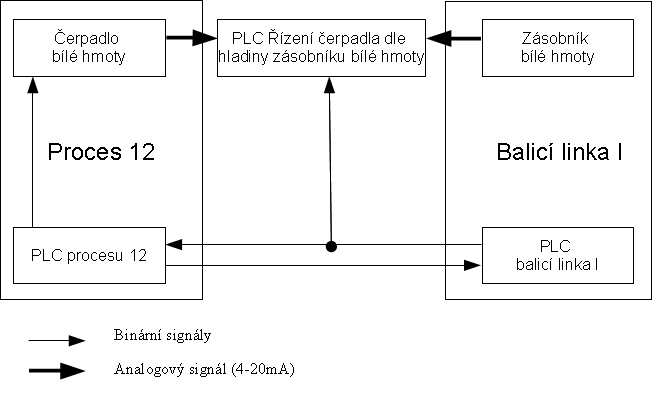 Čerpadlo
bílé hmoty
PLC Řízení čerpadla dle
hladiny zásobníku bílé hmoty
Zásobník
bílé hmoty
Proces 12
Balicí linka I
PLC procesu 12
PLC
balicí linka I
Binární signály
Analogový signál (4-20mA)